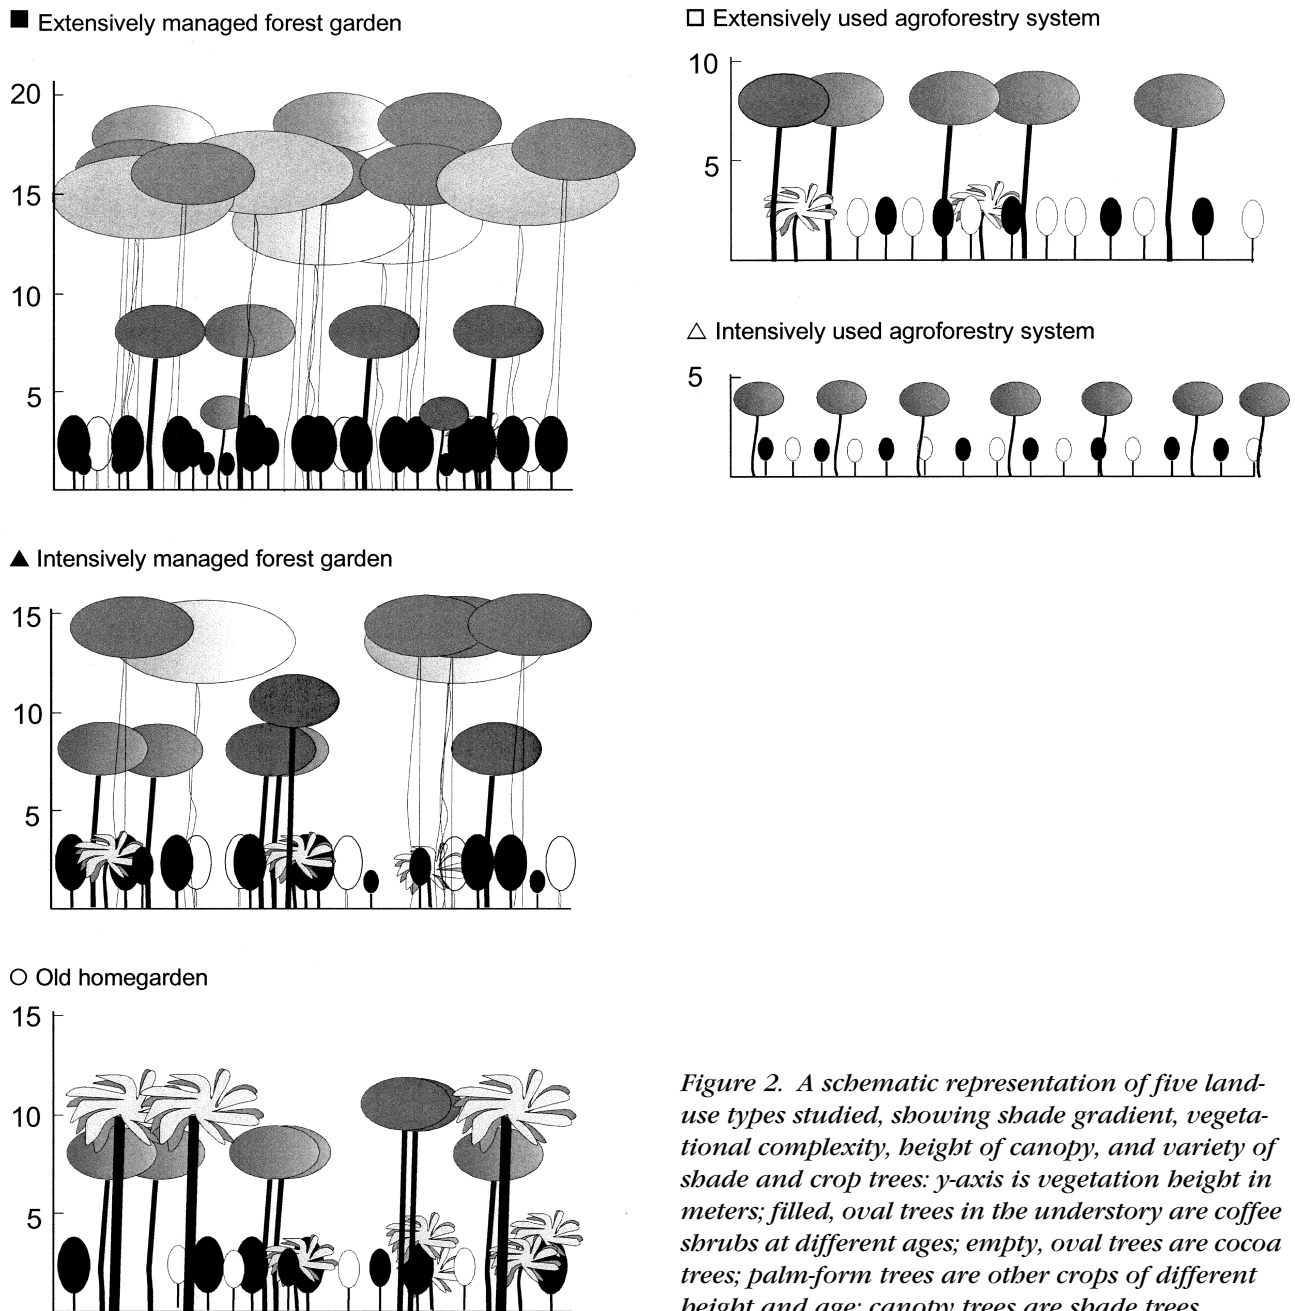 Extensively managed forest garden
20
15
10
5
Intensively managed forest garden
15
10
5
Old homegarden
15
10
5
Extensively used agroforestry system
10
5
Intensively used agroforestry system
5
Figure 2. A schematic representation of five land-
use types studied, showing shade gradient, vegeta-
tional complexity, height of canopy, and variety of
shade and crop trees: y-axis is vegetation height in
meters; filled, oval trees in the understory are coffee
shrubs at different ages; empty, oval trees are cocoa
trees; palm-form trees are other crops of different
height and age; canopy trees are shade trees